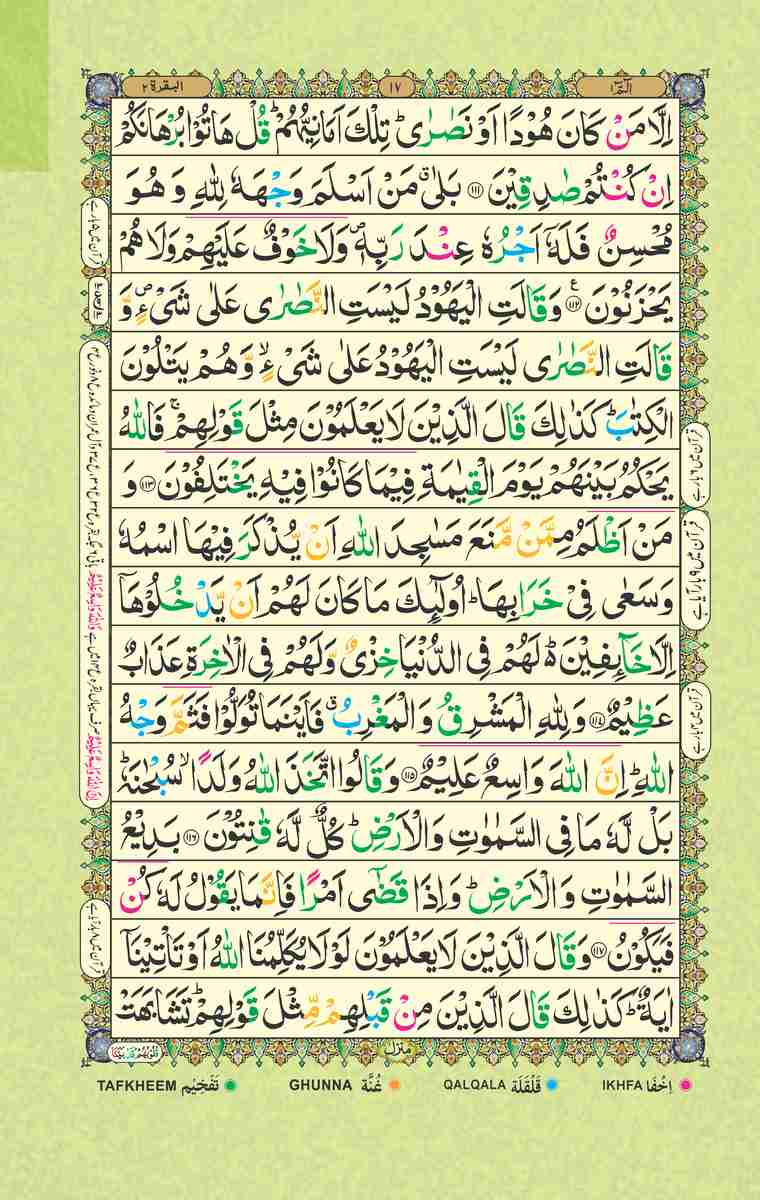 الٓمّٓ ١
١٧
البقرة ٢
اِلَّا مَنْ كَانَ هُوْدًا اَوْ نَصٰرٰى ؕ تِلْكَ اَمَانِيُّهُمْ ؕ قُلْ هَاتُوْا بُرْهَانَكُمْ
اِنْ كُنْتُمْ صٰدِقِيْنَ ﴿۱۱۱﴾ بَلٰى ۗ مَنْ اَسْلَمَ وَجْهَهٗ لِلّٰهِ وَ هُوَ
مُحْسِنٌ فَلَهٗۤ اَجْرُهٗ عِنْدَ رَبِّهٖ ۪ وَلَا خَوْفٌ عَلَيْهِمْ وَلَا هُمْ
يَحْزَنُوْنَ ﴿۱۱۲﴾ وَقَالَتِ الْيَهُوْدُ لَيْسَتِ النَّصٰرٰى عَلٰى شَىْءٍ ۪ وَّ
قَالَتِ النَّصٰرٰى لَيْسَتِ الْيَهُوْدُ عَلٰى شَىْءٍ ۙ وَّهُمْ يَتْلُوْنَ
الْكِتٰبَ ؕ كَذٰلِكَ قَالَ الَّذِيْنَ لَا يَعْلَمُوْنَ مِثْلَ قَوْلِهِمْ ۚ فَاللّٰهُ
يَحْكُمُ بَيْنَهُمْ يَوْمَ الْقِيٰمَةِ فِيْمَا كَانُوْا فِيْهِ يَخْتَلِفُوْنَ ﴿۱۱۳﴾ وَ
مَنْ اَظْلَمُ مِمَّنْ مَّنَعَ مَسٰجِدَ اللّٰهِ اَنْ يُّذْكَرَ فِيْهَا اسْمُهٗ
وَسَعٰى فِىْ خَرَابِهَا ؕ اُولٰٓئِكَ مَا كَانَ لَهُمْ اَنْ يَّدْخُلُوْهَاۤ
اِلَّا خَآئِفِيْنَ ؕ لَهُمْ فِى الدُّنْيَا خِزْىٌ وَّلَهُمْ فِى الْاٰخِرَةِ عَذَابٌ
عَظِيْمٌ ﴿۱۱۴﴾ وَلِلّٰهِ الْمَشْرِقُ وَالْمَغْرِبُ ۗ فَاَيْنَمَا تُوَلُّوْا فَثَمَّ وَجْهُ
اللّٰهِ ؕ اِنَّ اللّٰهَ وَاسِعٌ عَلِيْمٌ ﴿۱۱۵﴾ وَقَالُوا اتَّخَذَ اللّٰهُ وَلَدًا ۙ سُبْحٰنَهٗ ؕ
بَلْ لَّهٗ مَا فِى السَّمٰوٰتِ وَالْاَرْضِ ؕ كُلٌّ لَّهٗ قٰنِتُوْنَ ﴿۱۱۶﴾ بَدِيْعُ
السَّمٰوٰتِ وَالْاَرْضِ ؕ وَاِذَا قَضٰۤى اَمْرًا فَاِنَّمَا يَقُوْلُ لَهٗ كُنْ
فَيَكُوْنُ ﴿۱۱۷﴾ وَقَالَ الَّذِيْنَ لَا يَعْلَمُوْنَ لَوْلَا يُكَلِّمُنَا اللّٰهُ اَوْ تَاْتِيْنَاۤ
اٰيَةٌ ؕ كَذٰلِكَ قَالَ الَّذِيْنَ مِنْ قَبْلِهِمْ مِّثْلَ قَوْلِهِمْ ؕ تَشَابَهَتْ
منزل
TAFKHEEM تَفْخِيْم GHUNNA غُنَّة QALQALA قَلْقَلَة IKHFA اِخْفَا